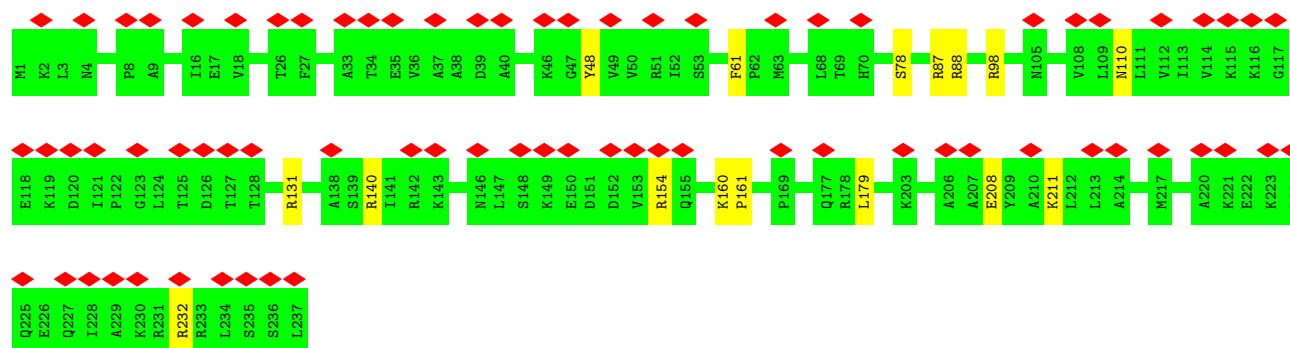 M1 K2 L3 N4 P8 A9 I16 E17 V18 T26 F27 A33 T34 E35 V36 A37 A38 D39 A40 K46 G47 Y48 V49 V50 R51 I52 S53 F61 P62 M63 L68 T69 H70 S78 R87 R88 R98 N105 V108 L109 N110 L111 V112 I113 V114 K115 K116 G117
E118 K119 D120 I121 P122 G123 L124 T125 D126 T127 T128 R131 A138 S139 R140 I141 R142 K143 N146 L147 S148 K149 E150 D151 D152 V153 R154 Q155 K160 P161 P169 Q177 R178 L179 K203 A206 A207 E208 Y209 A210 K211 L212 L213 A214 M217 A220 K221 E222 K223
Q225 E226 Q227 I228 A229 K230 R231 R232 R233 L234 S235 S236 L237